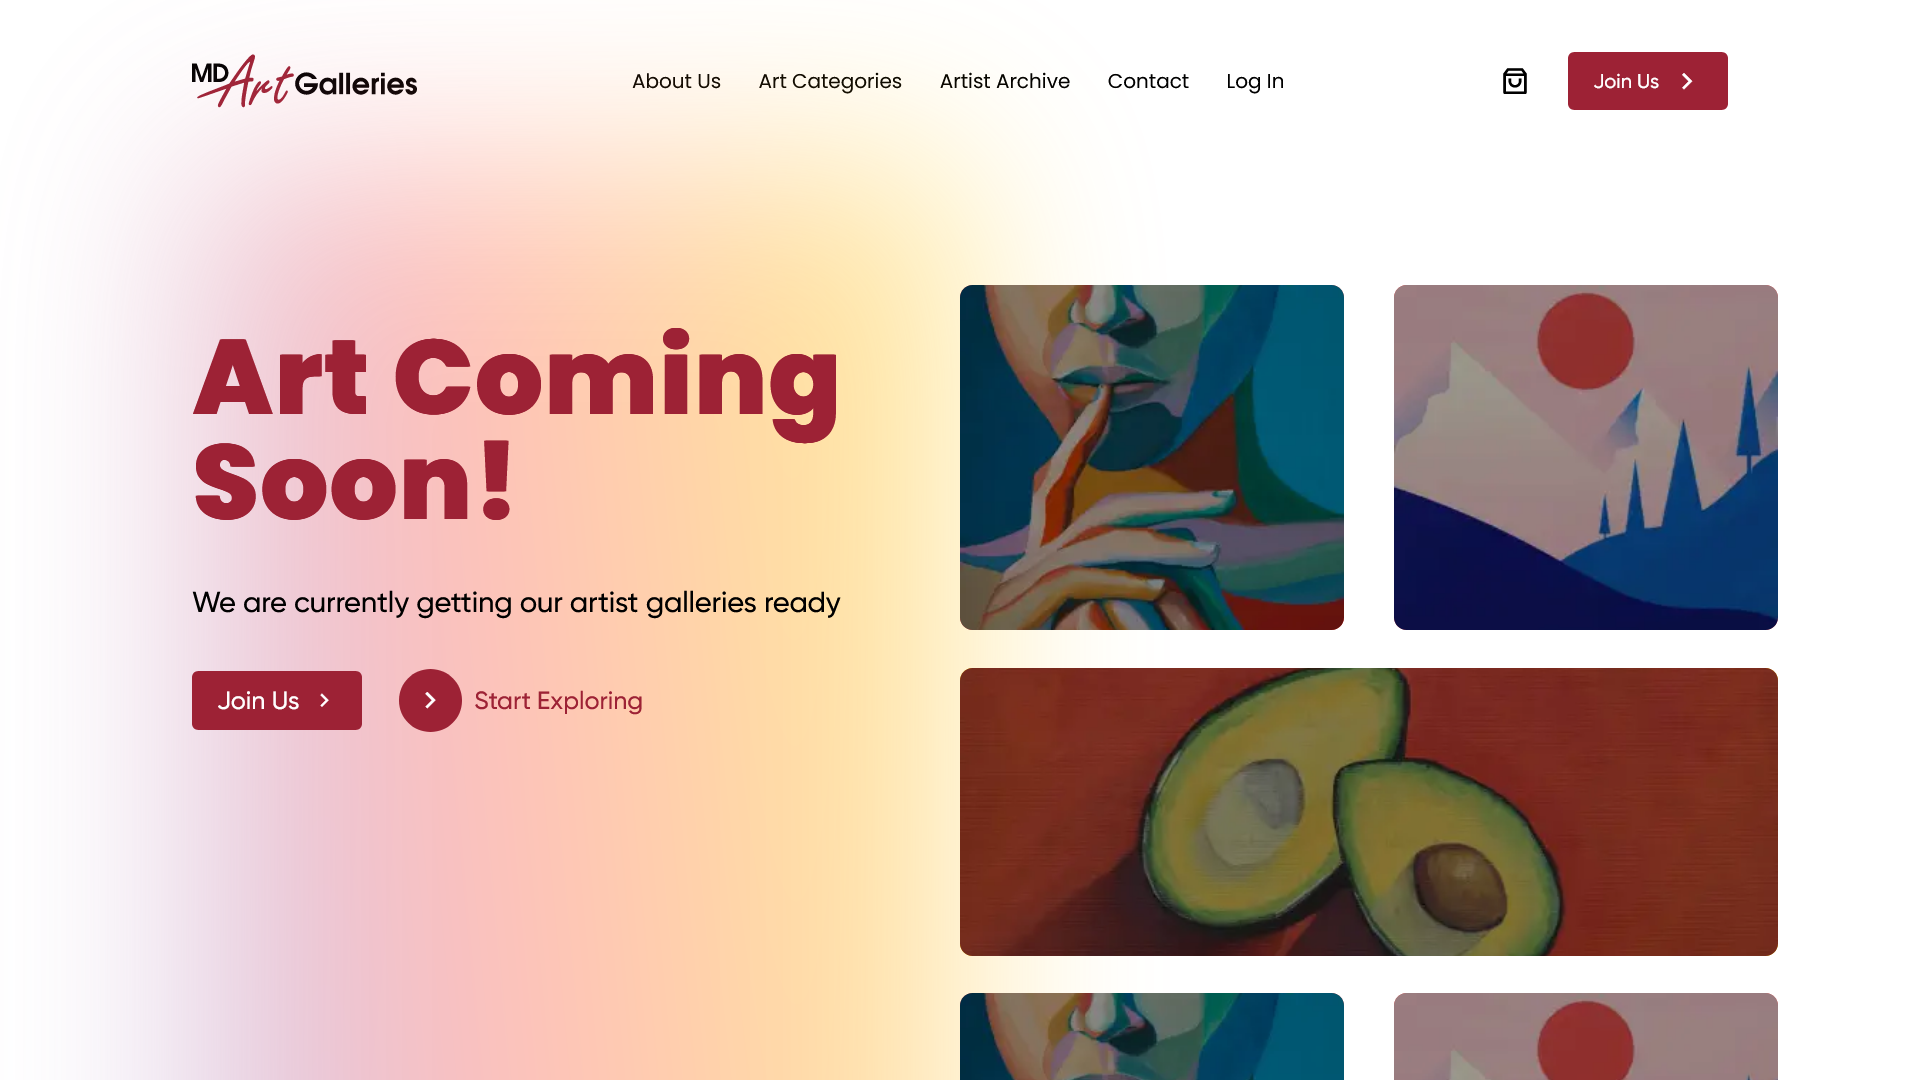 MD Art Galleries
About Us
Art Categories
Artist Archive
Contact
Log In
Join Us
Art Coming
Soon!
We are currently getting our artist galleries ready
Join Us
Start Exploring